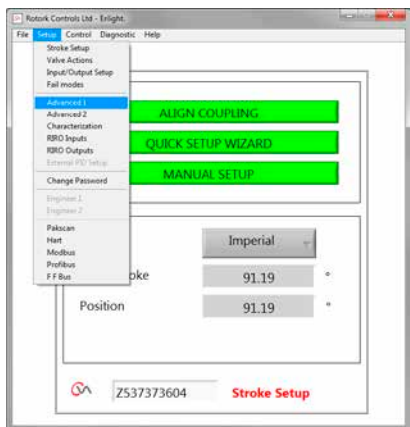 Rotork Controls Ltd - Enlight.
File Setup Control Diagnostic Help
Stroke Setup
Valve Actions
Input/Output Setup
Fail modes
Advanced 1
Advanced 2
Characterization
RIRO Inputs
RIRO Outputs
External PID Setup
Change Password
Engineer 1
Engineer 2
Pakscan
Hart
Modbus
Profibus
F F Bus
ALIGN COUPLING
QUICK SETUP WIZARD
MANUAL SETUP
Imperial
oke 91.19 °
Position 91.19 °
Z537373604 Stroke Setup